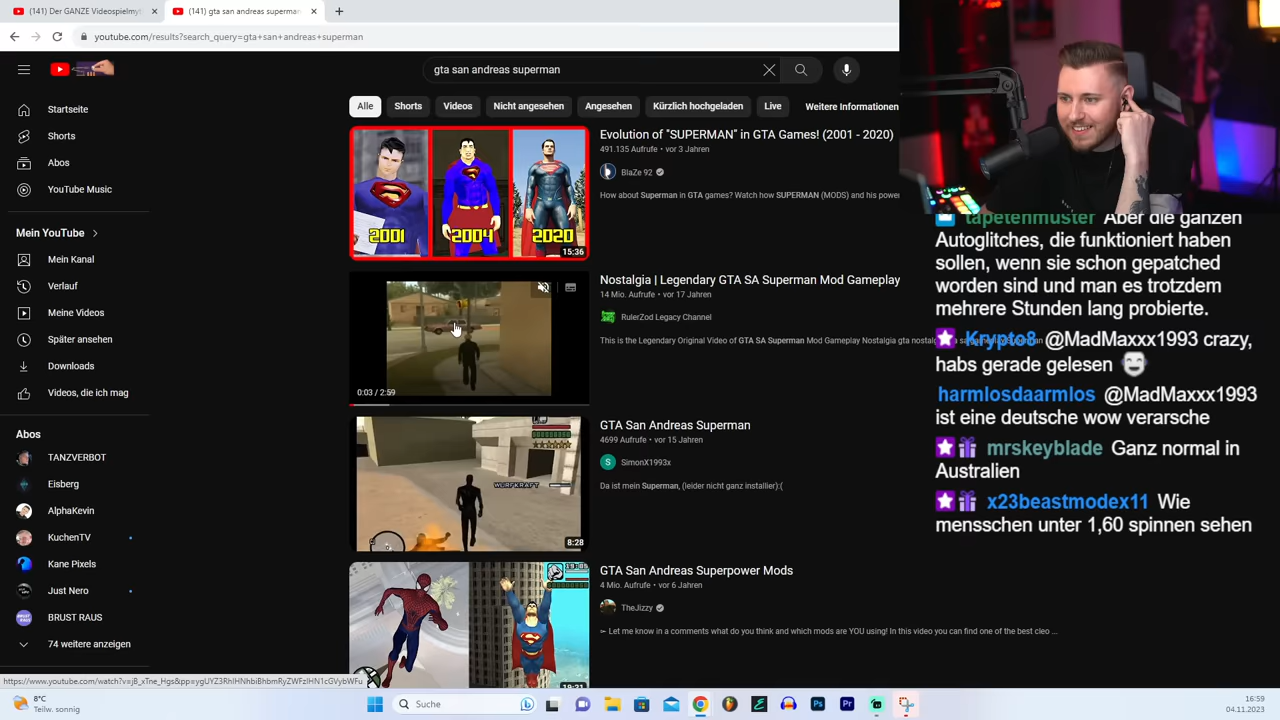 (141) Der GANZE Videospielmyt
(141) gta san andreas superman
youtube.com/results?search_query=gta+san+andreas+superman
gta san andreas superman
Alle
Shorts
Videos
Nicht angesehen
Angesehen
Kürzlich hochgeladen
Live
Weitere Informationen
Startseite
Shorts
Abos
YouTube Music
Mein YouTube
Mein Kanal
Verlauf
Meine Videos
Später ansehen
Downloads
Videos, die ich mag
Abos
TANZVERBOT
Eisberg
AlphaKevin
KuchenTV
Kane Pixels
Just Nero
BRUST RAUS
74 weitere anzeigen
2001
2004
2020
15:36
Evolution of "SUPERMAN" in GTA Games! (2001 - 2020)
491.135 Aufrufe • vor 3 Jahren
BlaZe 92
How about Superman in GTA games? Watch how SUPERMAN (MODS) and his powe
0:03 / 2:59
Nostalgia | Legendary GTA SA Superman Mod Gameplay
14 Mio. Aufrufe • vor 17 Jahren
RulerZod Legacy Channel
This is the Legendary Original Video of GTA SA Superman Mod Gameplay Nostalgia gta nostalg
WURFKRAFT
8:28
GTA San Andreas Superman
4699 Aufrufe • vor 15 Jahren
S
SimonX1993x
Da ist mein Superman, (leider nicht ganz installier):(
19:31
GTA San Andreas Superpower Mods
4 Mio. Aufrufe • vor 6 Jahren
TheJizzy
➣ Let me know in a comments what do you think and which mods are YOU using! In this video you can find one of the best cleo ...
tapetenmuster Aber die ganzen
Autoglitches, die funktioniert haben
sollen, wenn sie schon gepatched
worden sind und man es trotzdem
mehrere Stunden lang probierte.
Krypto8 @MadMaxxx1993 crazy,
habs gerade gelesen
harmlosdaarmlos @MadMaxxx1993
ist eine deutsche wow verarsche
mrskeyblade Ganz normal in
Australien
x23beastmodex11 Wie
mensschen unter 1,60 spinnen sehen
8°C
Teilw. sonnig
Suche
16:59
04.11.2023